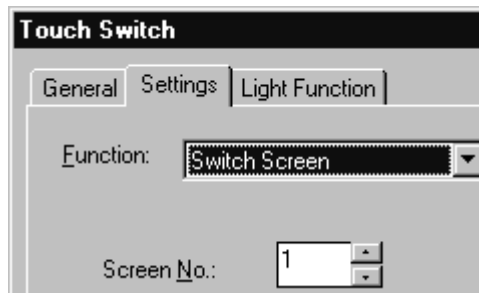 Touch Switch
General Settings Light Function
Function: Switch Screen
Screen No.: 1